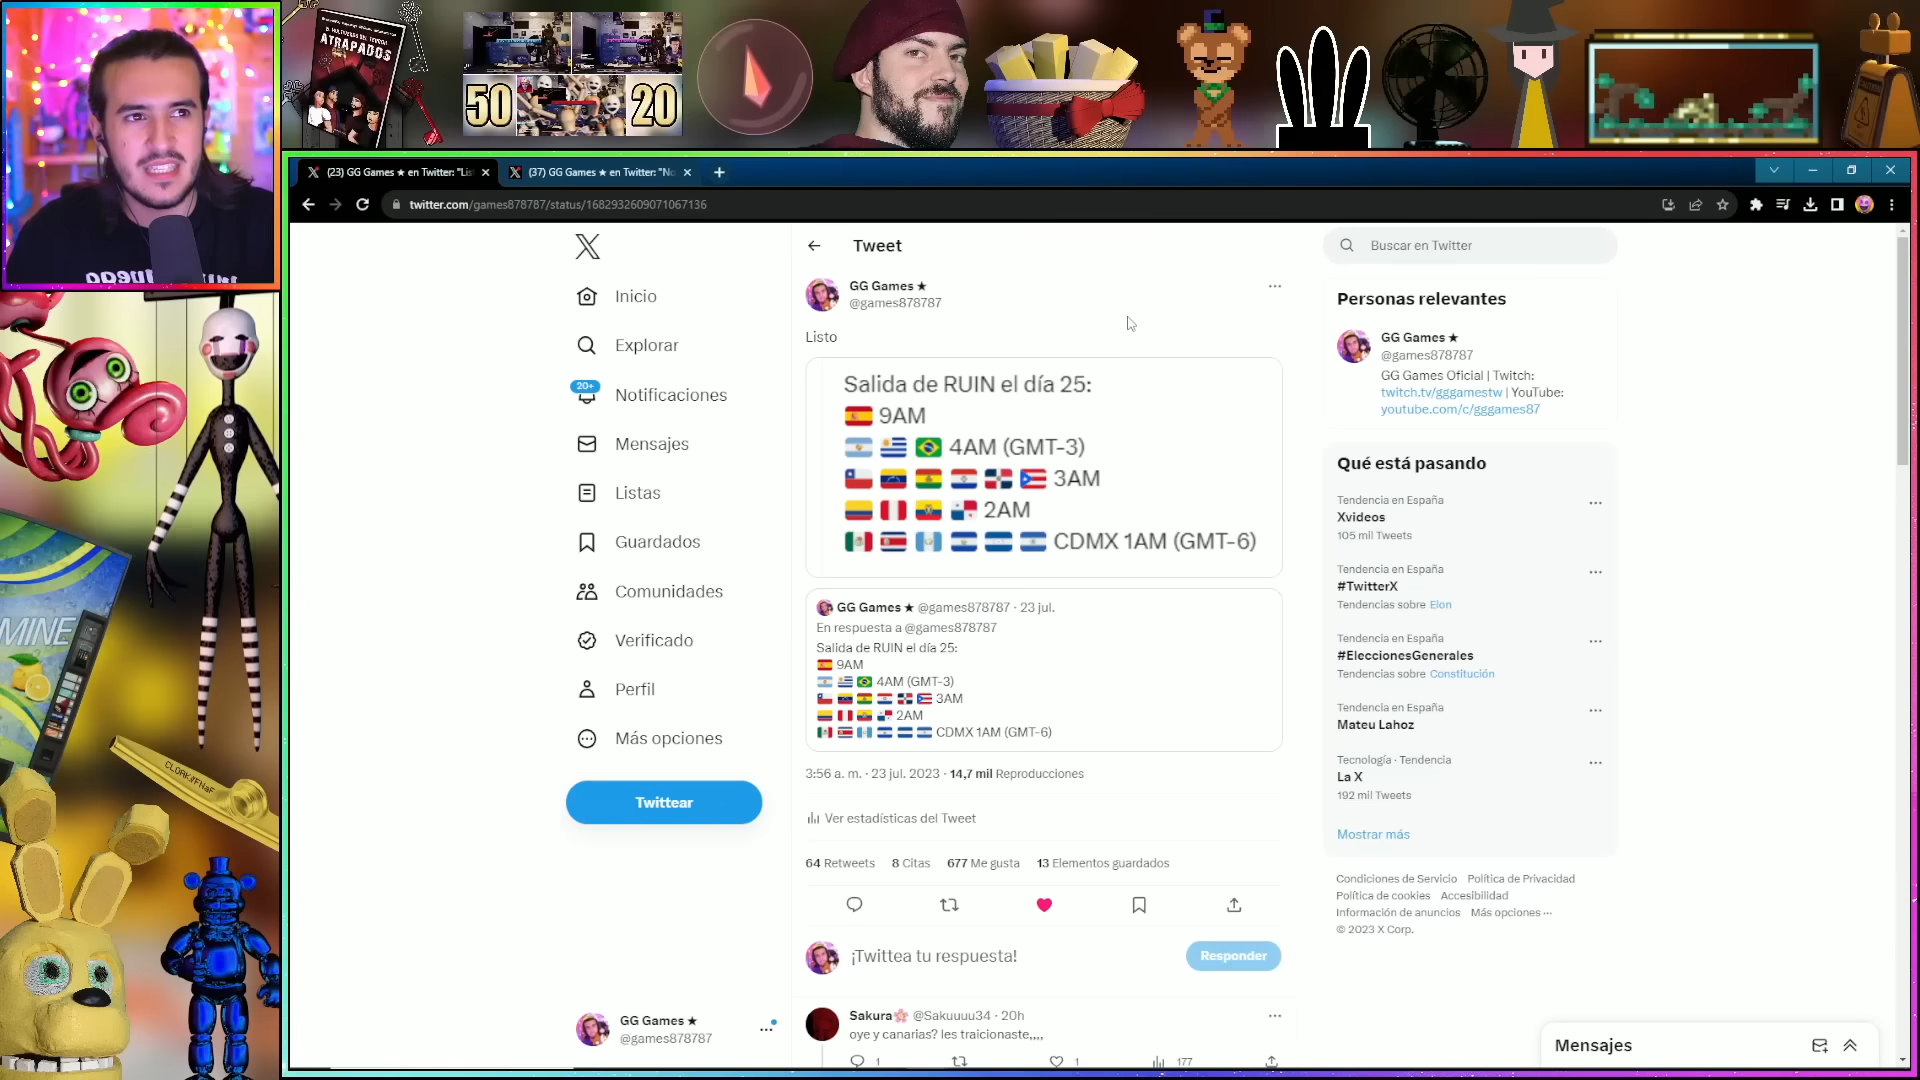 ATRAPADOS
50
20
(23) GG Games ★ en Twitter: "Lis
(37) GG Games ★ en Twitter: "No
twitter.com/games878787/status/1682932609071067136
Tweet
GG Games ★
@games878787
Listo
Salida de RUIN el día 25:
🇪🇸 9AM
🇦🇷 🇺🇾 🇧🇷 4AM (GMT-3)
🇨🇱 🇻🇪 🇧🇴 🇵🇾 🇩🇴 🇵🇷 3AM
🇨🇴 🇵🇪 🇪🇨 🇵🇦 2AM
🇲🇽 🇨🇷 🇬🇹 🇸🇻 🇭🇳 🇳🇮 CDMX 1AM (GMT-6)
GG Games ★ @games878787 · 23 jul.
En respuesta a @games878787
Salida de RUIN el día 25:
🇪🇸 9AM
🇦🇷 🇺🇾 🇧🇷 4AM (GMT-3)
🇨🇱 🇻🇪 🇧🇴 🇵🇾 🇩🇴 🇵🇷 3AM
🇨🇴 🇵🇪 🇪🇨 🇵🇦 2AM
🇲🇽 🇨🇷 🇬🇹 🇸🇻 🇭🇳 🇳🇮 CDMX 1AM (GMT-6)
3:56 a. m. · 23 jul. 2023 · 14,7 mil Reproducciones
Ver estadísticas del Tweet
64 Retweets 8 Citas 677 Me gusta 13 Elementos guardados
¡Twittea tu respuesta!
Responder
Sakura🌸 @Sakuuuu34 · 20h
oye y canarias? les traicionaste,,,,
1
1
177
Inicio
Explorar
20+
Notificaciones
Mensajes
Listas
Guardados
Comunidades
Verificado
Perfil
Más opciones
Twittear
GG Games ★
@games878787
Buscar en Twitter
Personas relevantes
GG Games ★
@games878787
GG Games Oficial | Twitch:
twitch.tv/gggamestw | YouTube:
youtube.com/c/gggames87
Qué está pasando
Tendencia en España
Xvideos
105 mil Tweets
Tendencia en España
#TwitterX
Tendencias sobre Elon
Tendencia en España
#EleccionesGenerales
Tendencias sobre Constitución
Tendencia en España
Mateu Lahoz
Tecnología · Tendencia
La X
192 mil Tweets
Mostrar más
Condiciones de Servicio Política de Privacidad
Política de cookies Accesibilidad
Información de anuncios Más opciones ···
© 2023 X Corp.
Mensajes
MINE
CLOAK//FNAF